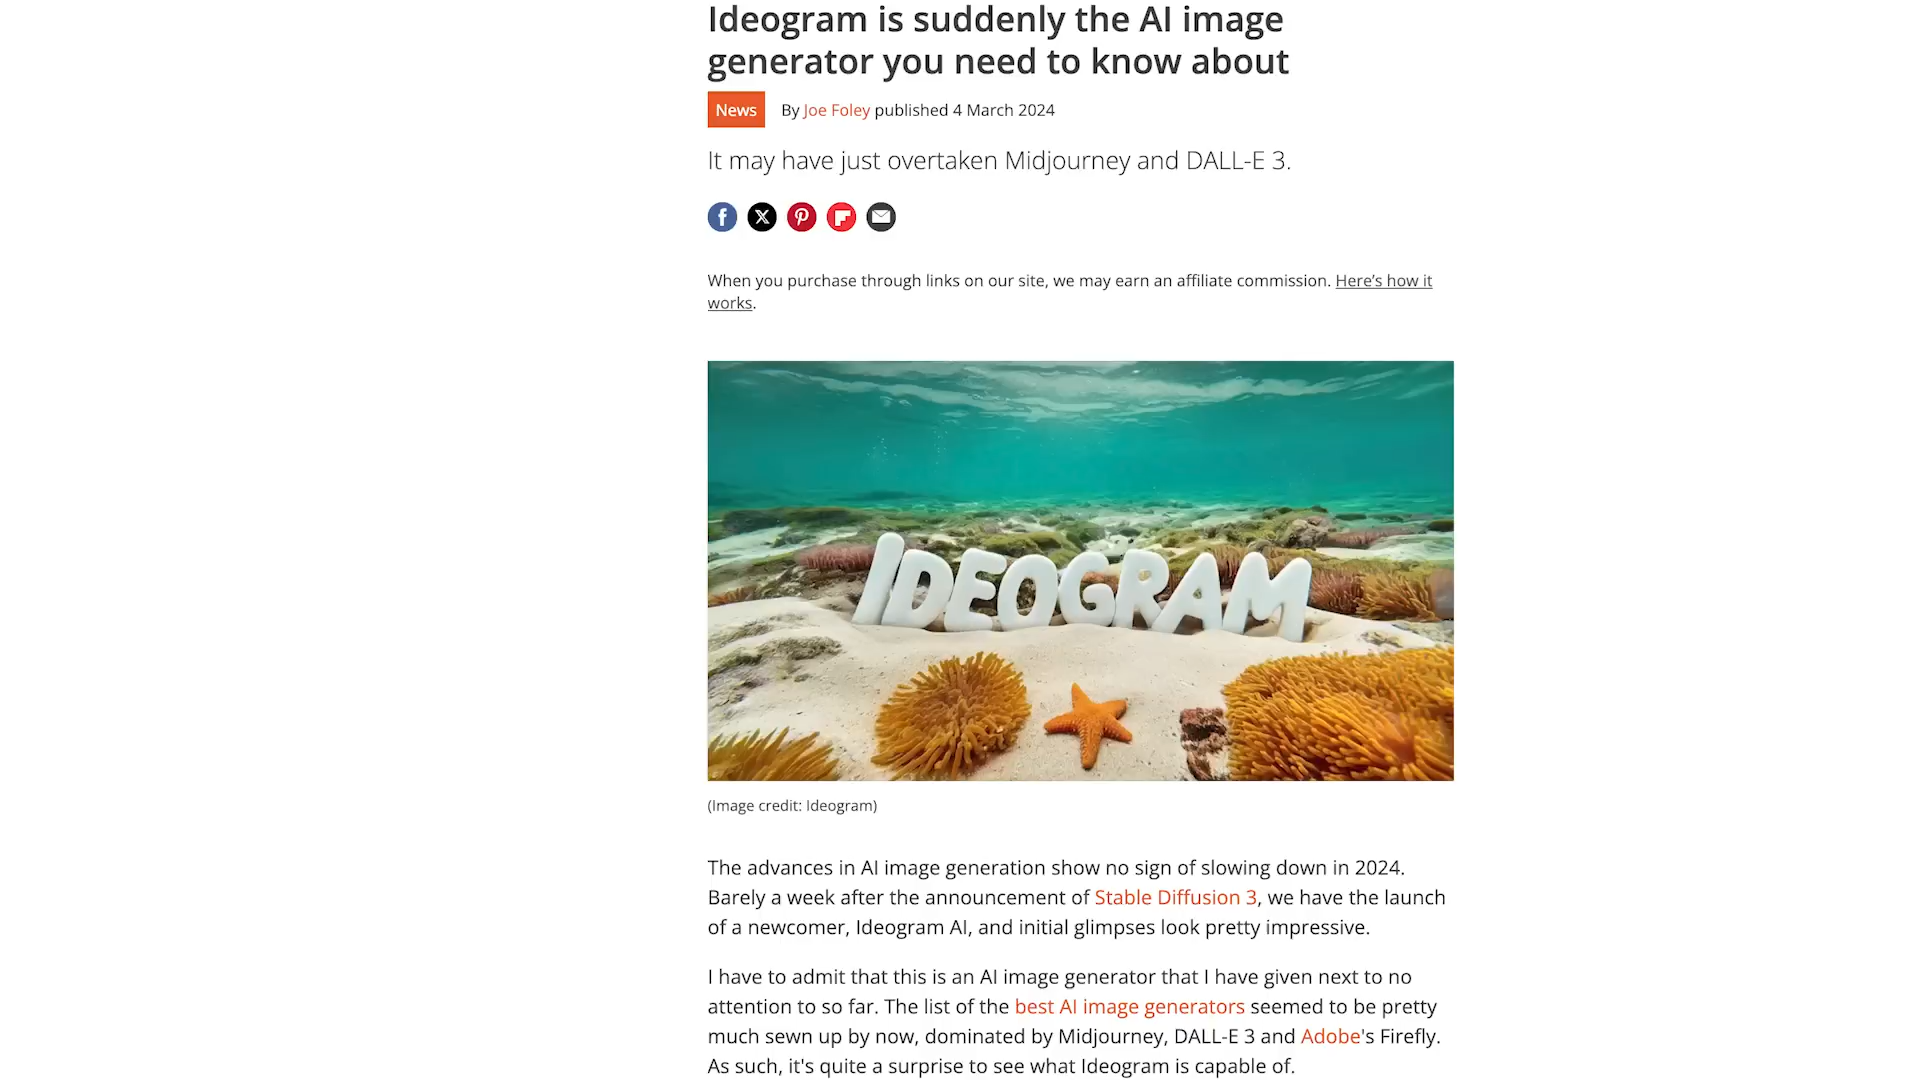 Ideogram is suddenly the AI image
generator you need to know about
News By Joe Foley published 4 March 2024
It may have just overtaken Midjourney and DALL-E 3.
When you purchase through links on our site, we may earn an affiliate commission. Here’s how it
works.
IDEOGRAM
(Image credit: Ideogram)
The advances in AI image generation show no sign of slowing down in 2024.
Barely a week after the announcement of Stable Diffusion 3, we have the launch
of a newcomer, Ideogram AI, and initial glimpses look pretty impressive.
I have to admit that this is an AI image generator that I have given next to no
attention to so far. The list of the best AI image generators seemed to be pretty
much sewn up by now, dominated by Midjourney, DALL-E 3 and Adobe's Firefly.
As such, it's quite a surprise to see what Ideogram is capable of.